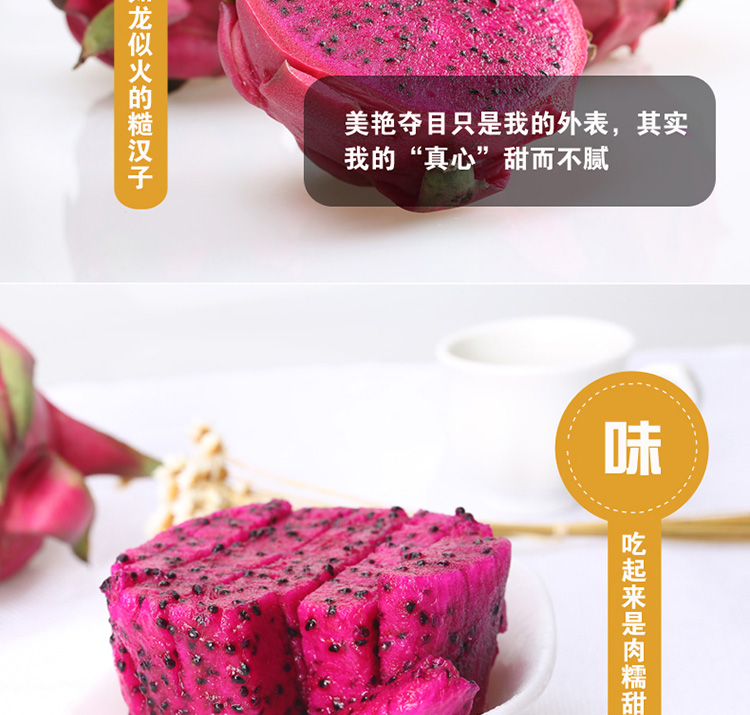 龙似火的糙汉子
美艳夺目只是我的外表，其实
我的“真心”甜而不腻
味
吃起来是肉糯甜